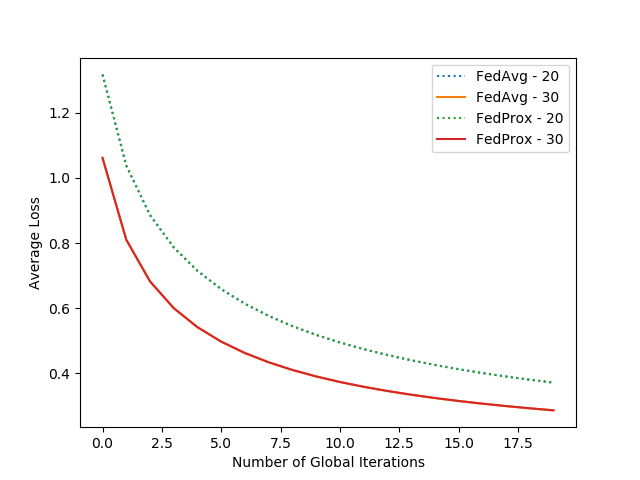 FedAvg - 20
FedAvg - 30
FedProx - 20
FedProx - 30
1.2
1.0
0.8
0.6
0.4
Average Loss
0.0 2.5 5.0 7.5 10.0 12.5 15.0 17.5
Number of Global Iterations